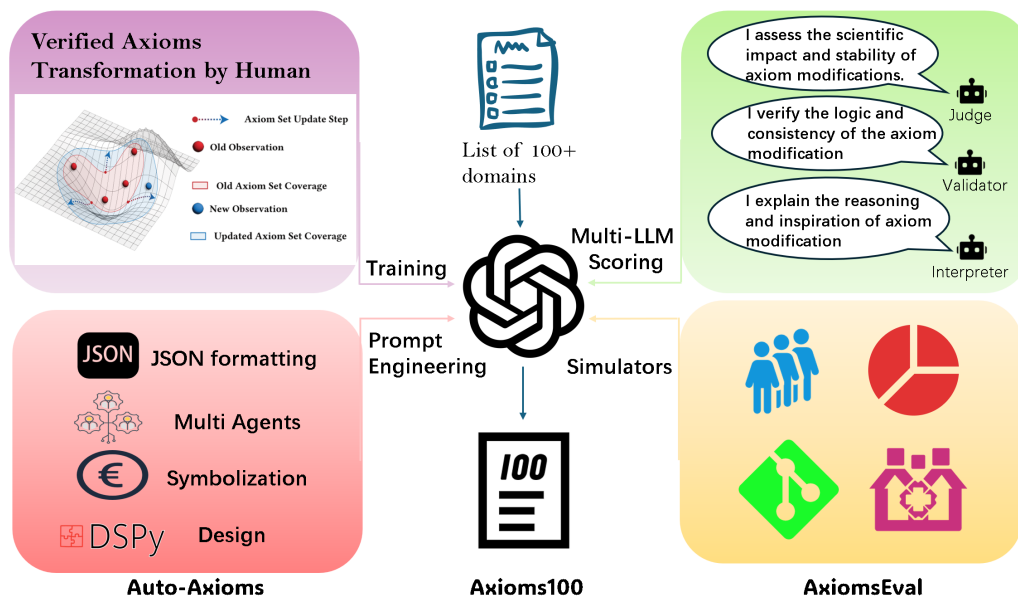 Verified Axioms
Transformation by Human
Axiom Set Update Step
Old Observation
Old Axiom Set Coverage
New Observation
Updated Axiom Set Coverage
List of 100+
domains
I assess the scientific
impact and stability of
axiom modifications.
Judge
I verify the logic and
consistency of the axiom
modification
Validator
I explain the reasoning
and inspiration of axiom
modification
Interpreter
Training
Multi-LLM
Scoring
Prompt
Engineering
Simulators
JSON
JSON formatting
Multi Agents
€
Symbolization
DSPy
Design
100
Auto-Axioms
Axioms100
AxiomsEval